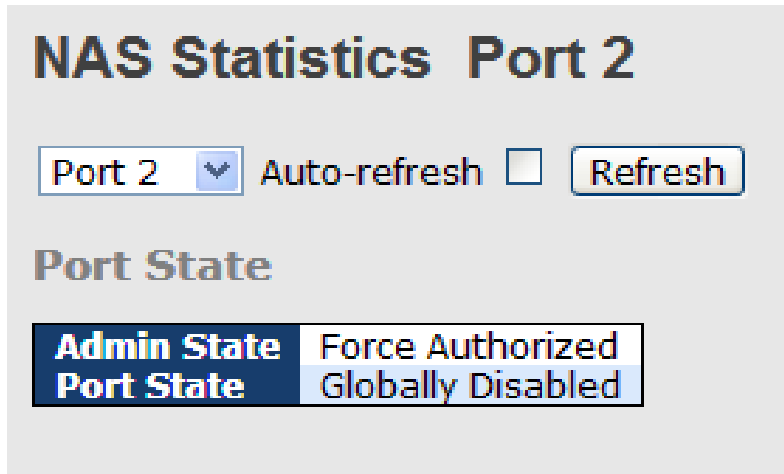 NAS Statistics  Port 2
Port 2 Auto-refresh Refresh
Port State
Admin State Force Authorized
Port State Globally Disabled